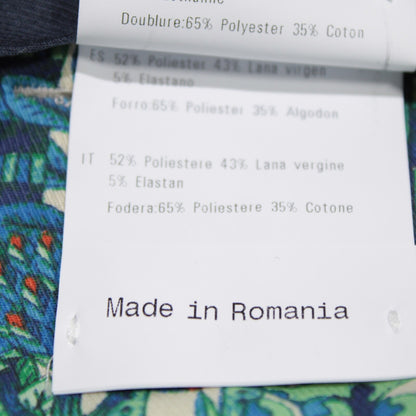 Doublure:65% Polyester 35% Coton
ES 52% Poliester 43% Lana virgen
5% Elastano
Forro:65% Poliester 35% Algodon
IT 52% Poliestere 43% Lana vergine
5% Elastan
Fodera:65% Poliestere 35% Cotone
Made in Romania